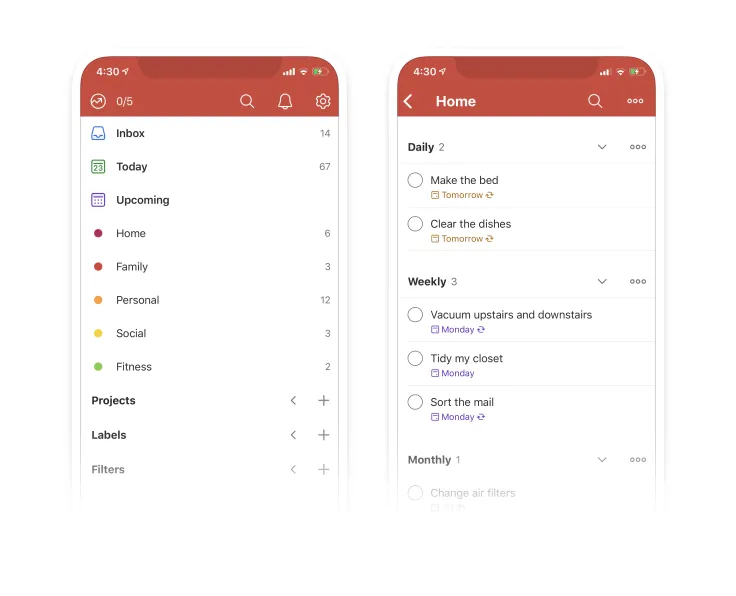 4:30
0/5
Inbox 14
23 Today 67
Upcoming
Home 6
Family 3
Personal 12
Social 3
Fitness 2
Projects
Labels
Filters
4:30
Home
Daily 2
Make the bed
Tomorrow
Clear the dishes
Tomorrow
Weekly 3
Vacuum upstairs and downstairs
Monday
Tidy my closet
Monday
Sort the mail
Monday
Monthly 1
Change air filters